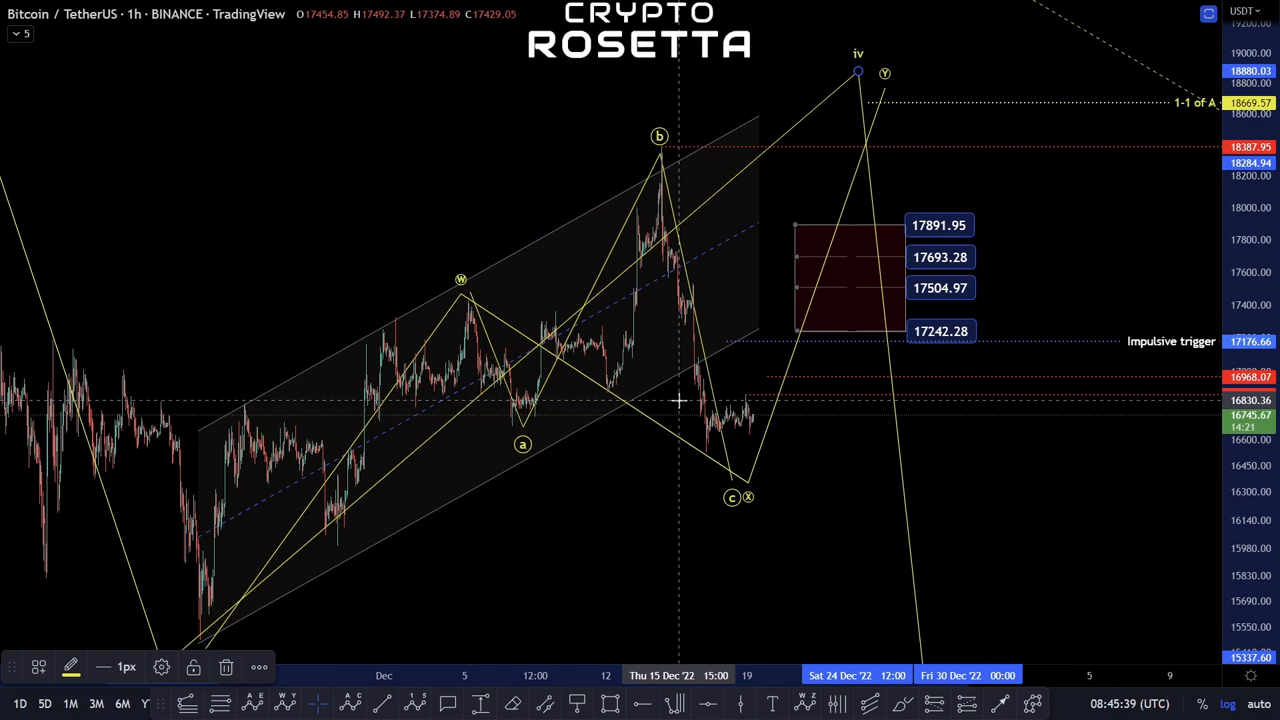 Bitcoin / TetherUS · 1h · BINANCE · TradingView O17454.85 H17492.37 L17374.89 C17429.05
5
CRYPTO
ROSETTA
USDT
19000.00
18880.03
18800.00
1-1 of A 18669.57
18600.00
18387.95
18284.94
18200.00
18000.00
17800.00
17600.00
17400.00
Impulsive trigger 17176.66
16968.07
16830.36
16745.67
14:21
16600.00
16450.00
16300.00
16140.00
15980.00
15830.00
15690.00
15550.00
15337.60
iv
Y
b
W
a
c X
17891.95
17693.28
17504.97
17242.28
1px
Dec 5 12:00 12 Thu 15 Dec '22 15:00 19 Sat 24 Dec '22 12:00 Fri 30 Dec '22 00:00 5 9
1D 5D 1M 3M 6M 08:45:39 (UTC) % log auto